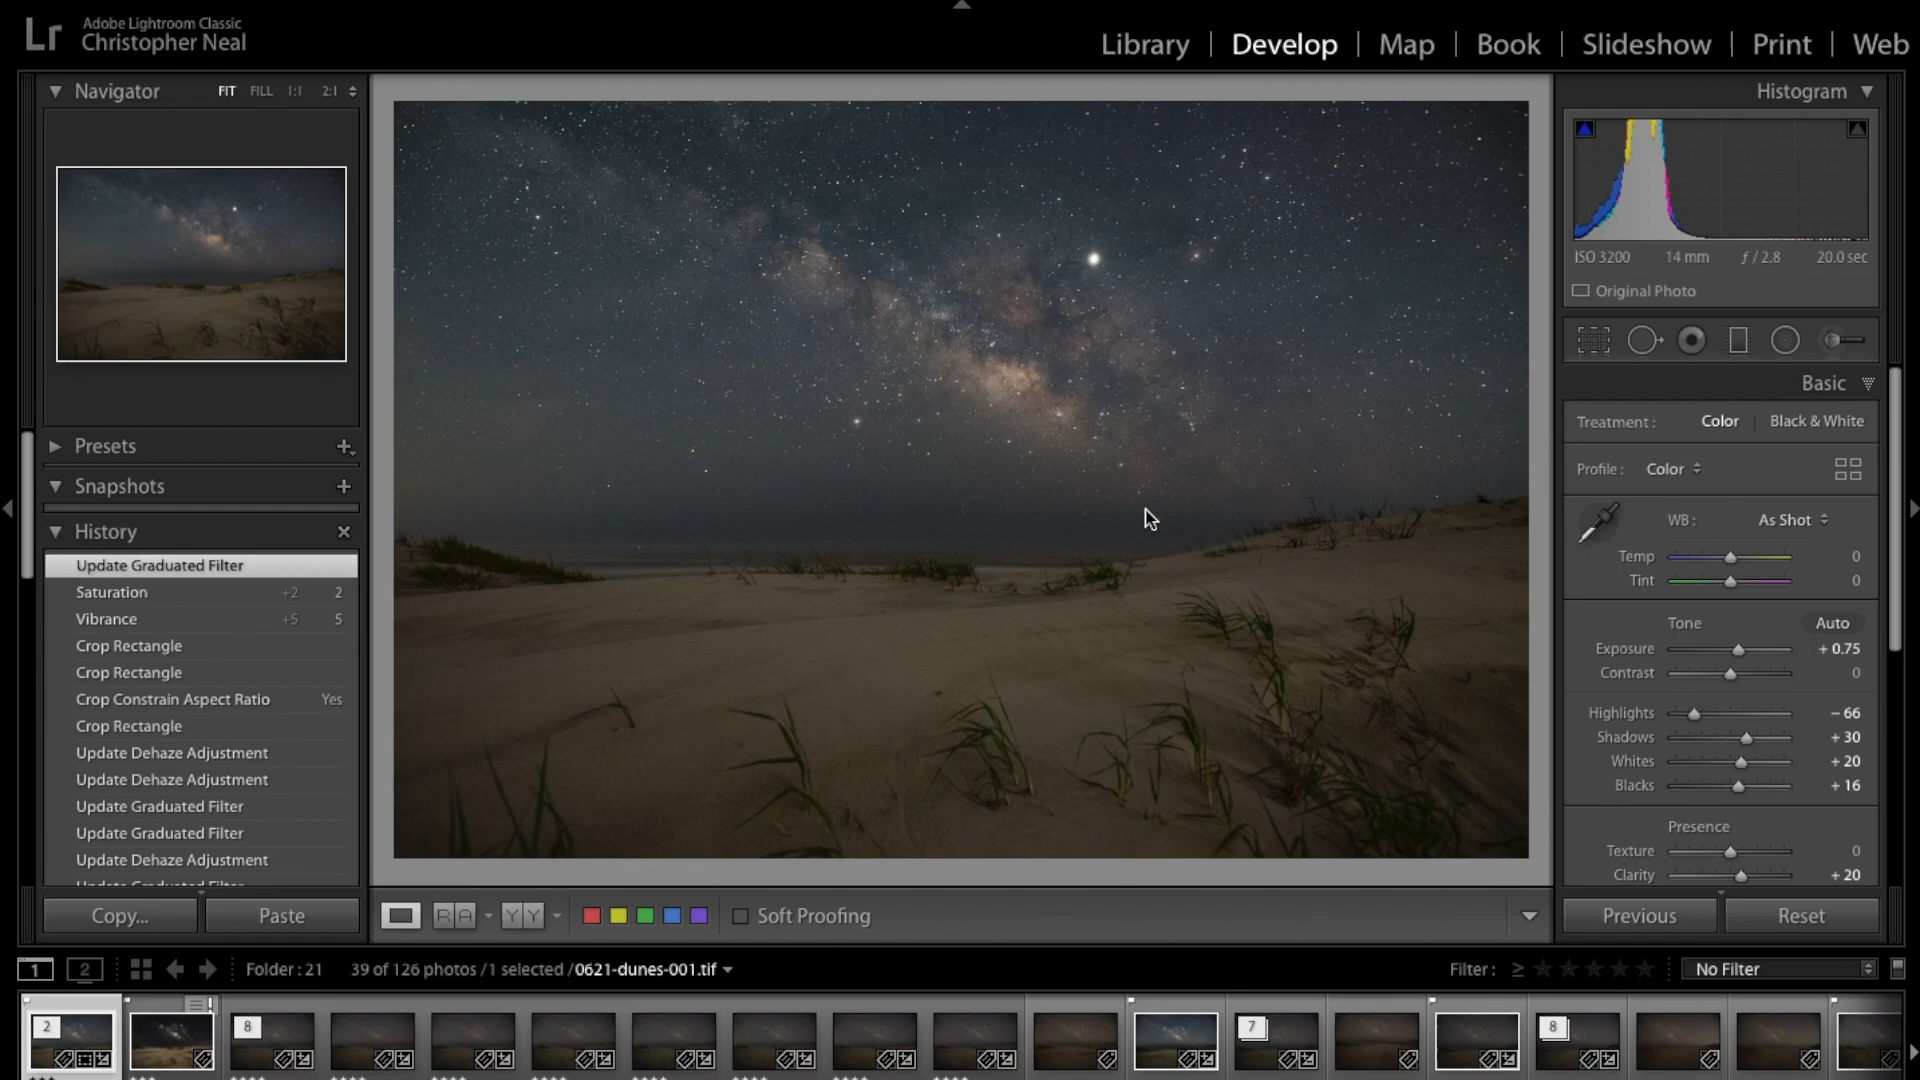 Lr
Adobe Lightroom Classic
Christopher Neal
Library | Develop | Map | Book | Slideshow | Print | Web
Navigator FIT FILL 1:1 2:1
Presets
Snapshots
History
Update Graduated Filter
Saturation +2 2
Vibrance +5 5
Crop Rectangle
Crop Rectangle
Crop Constrain Aspect Ratio Yes
Crop Rectangle
Update Dehaze Adjustment
Update Dehaze Adjustment
Update Graduated Filter
Update Graduated Filter
Update Dehaze Adjustment
Update Graduated Filter
Copy... Paste
R A Y Y Soft Proofing
Histogram
ISO 3200 14 mm ƒ / 2.8 20.0 sec
Original Photo
Basic
Treatment : Color Black & White
Profile : Color
WB : As Shot
Temp 0
Tint 0
Tone Auto
Exposure + 0.75
Contrast 0
Highlights − 66
Shadows + 30
Whites + 20
Blacks + 16
Presence
Texture 0
Clarity + 20
Previous Reset
1 2 Folder : 21 39 of 126 photos / 1 selected / 0621-dunes-001.tif Filter : ≥ No Filter
2 8 7 8